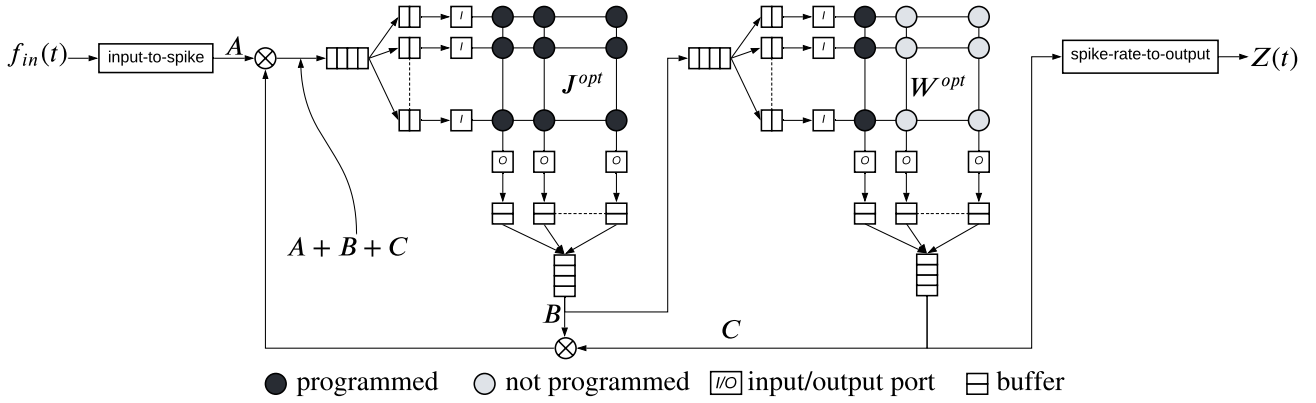 f_in(t)
input-to-spike
A
I
I
I
J^opt
O O O
I
I
I
W^opt
O O O
spike-rate-to-output
Z(t)
A + B + C
B
C
programmed
not programmed
I/O input/output port
buffer